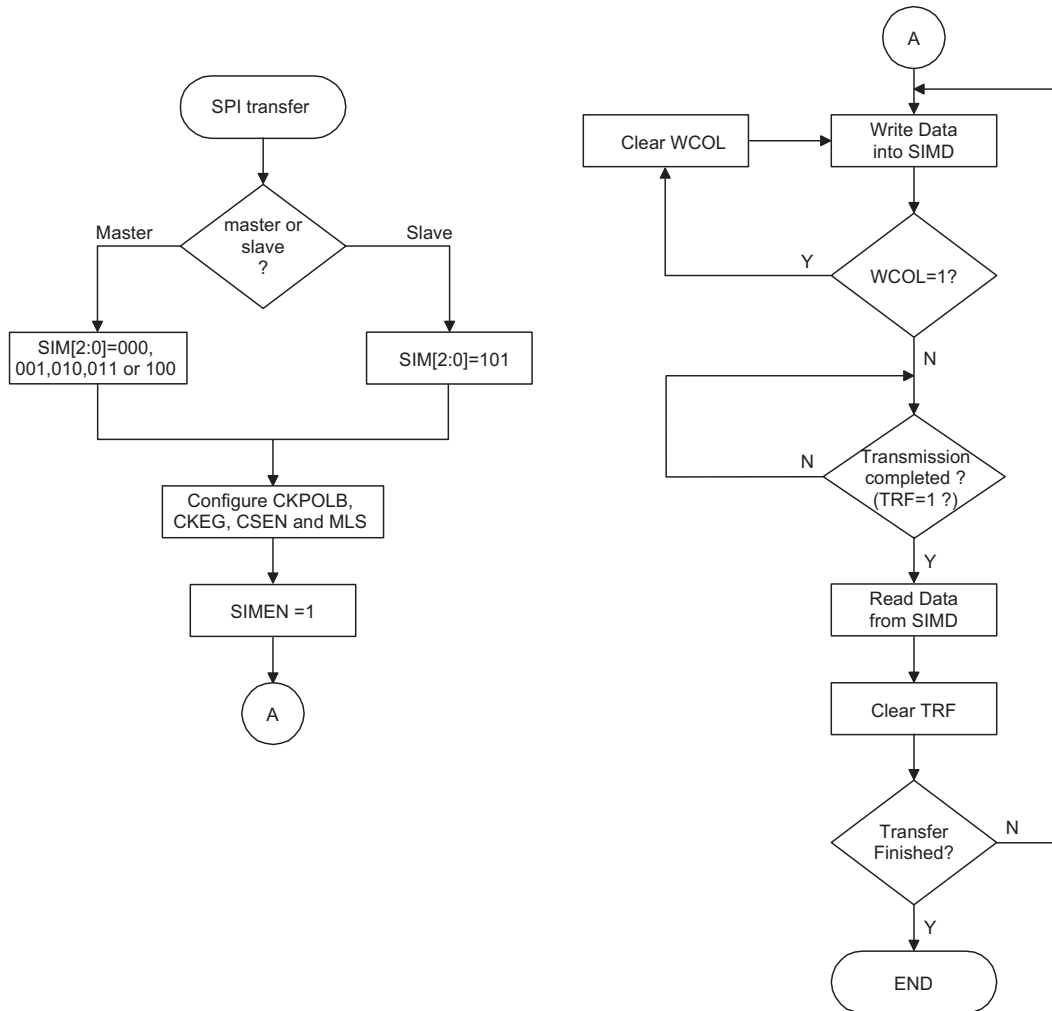 SPI transfer
master or
slave
?
Master
Slave
SIM[2:0]=000,
001,010,011 or 100
SIM[2:0]=101
Configure CKPOLB,
CKEG, CSEN and MLS
SIMEN =1
A
A
Clear WCOL
Write Data
into SIMD
Y
WCOL=1?
N
N
Transmission
completed ?
(TRF=1 ?)
Y
Read Data
from SIMD
Clear TRF
Transfer
Finished?
N
Y
END